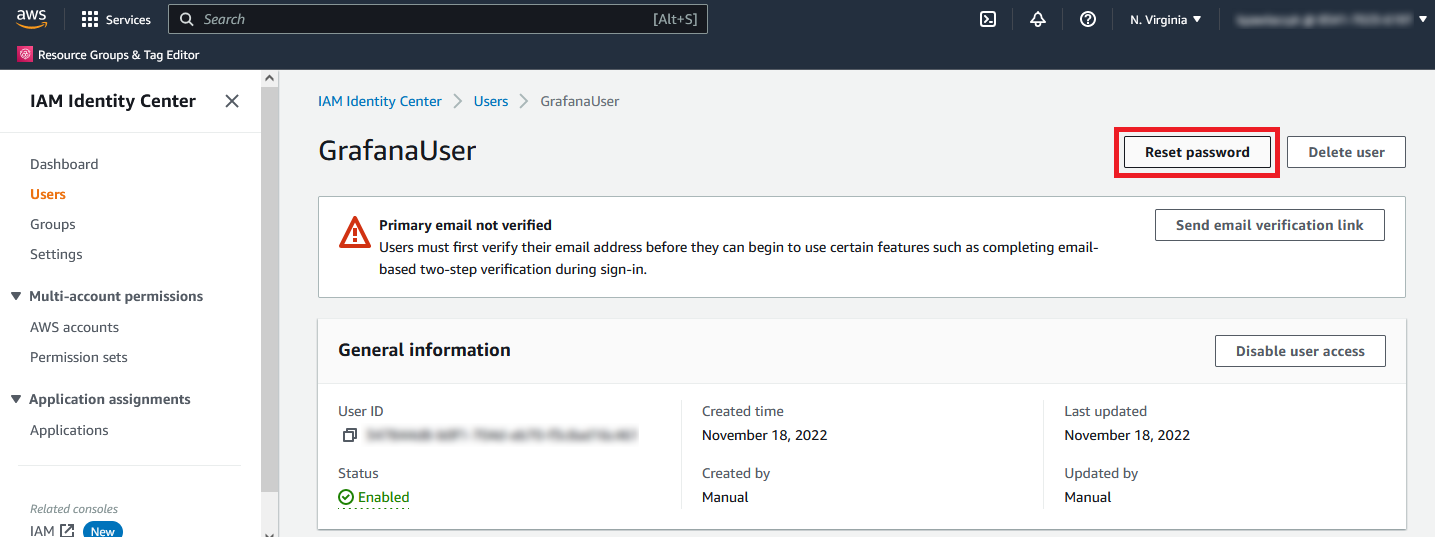 aws Services Search [Alt+S] N. Virginia
Resource Groups & Tag Editor
IAM Identity Center
Dashboard
Users
Groups
Settings
Multi-account permissions
AWS accounts
Permission sets
Application assignments
Applications
Related consoles
IAM New
IAM Identity Center Users GrafanaUser
GrafanaUser Reset password Delete user
Primary email not verified
Users must first verify their email address before they can begin to use certain features such as completing email-
based two-step verification during sign-in.
Send email verification link
General information Disable user access
User ID
Status
Enabled
Created time
November 18, 2022
Created by
Manual
Last updated
November 18, 2022
Updated by
Manual